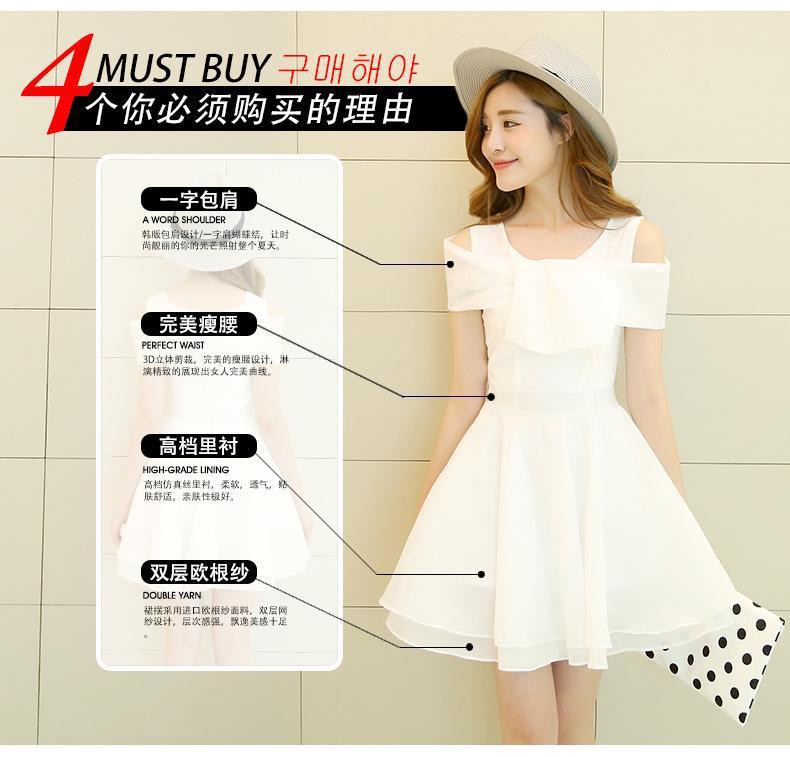 4 MUST BUY 구매해야
个你必须购买的理由
一字包肩
A WORD SHOULDER
韩版包肩设计/一字肩蝴蝶结，让时
尚靓丽的你的光芒照射整个夏天。
完美瘦腰
PERFECT WAIST
3D立体剪裁，完美的瘦腰设计，淋
漓精致的展现出女人完美曲线。
高档里衬
HIGH-GRADE LINING
高档仿真丝里衬，柔软，透气，贴
肤舒适，亲肤性极好。
双层欧根纱
DOUBLE YARN
裙摆采用进口欧根纱面料，双层网
纱设计，层次感强，飘逸美感十足
。